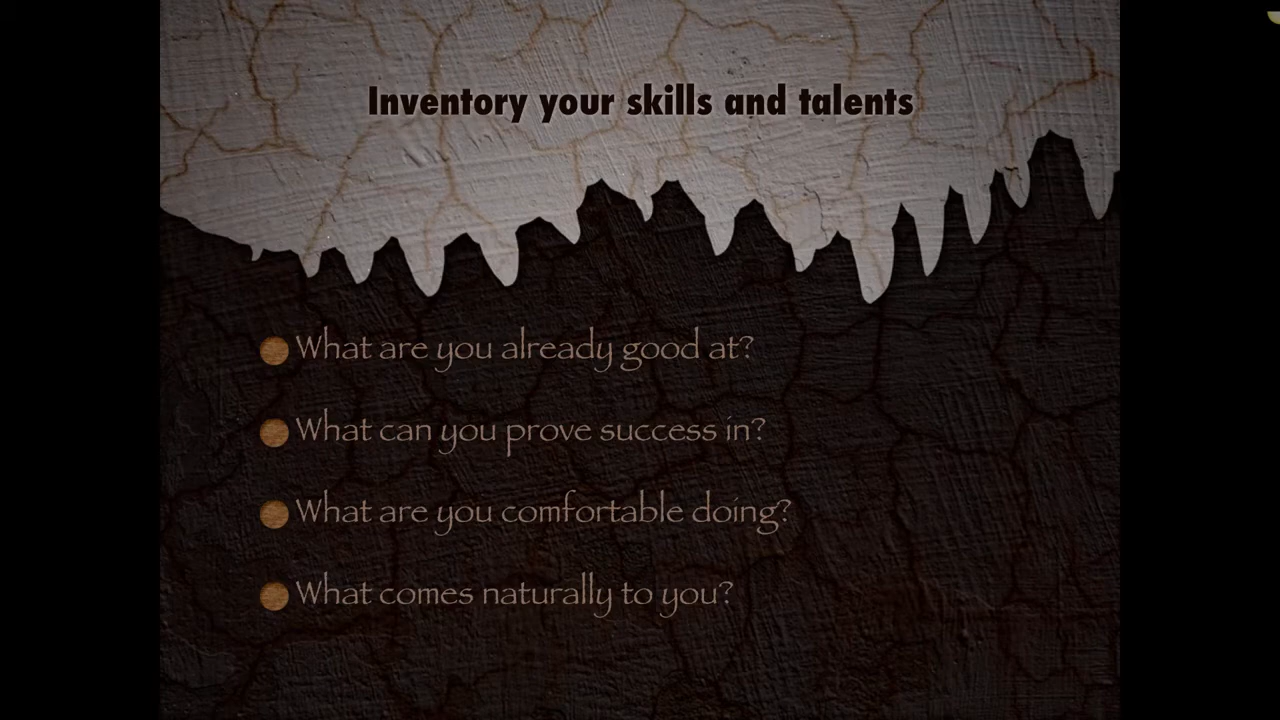 Inventory your skills and talents
What are you already good at?
What can you prove success in?
What are you comfortable doing?
What comes naturally to you?